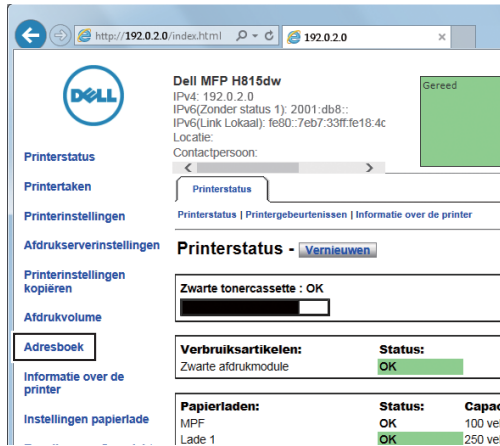 http://192.0.2.0/index.html
192.0.2.0
DELL
Dell MFP H815dw
IPv4: 192.0.2.0
IPv6(Zonder status 1): 2001:db8::
IPv6(Link Lokaal): fe80::7eb7:33ff:fe18:4c
Locatie:
Contactpersoon:
Gereed
Printerstatus
Printertaken
Printerinstellingen
Afdrukserverinstellingen
Printerinstellingen
kopiëren
Afdrukvolume
Adresboek
Informatie over de
printer
Instellingen papierlade
Printerstatus
Printerstatus | Printergebeurtenissen | Informatie over de printer
Printerstatus - Vernieuwen
Zwarte tonercassette : OK
Verbruiksartikelen: Status:
Zwarte afdrukmodule OK
Papierladen: Status: Capac
MPF OK 100 ve
Lade 1 OK 250 ve